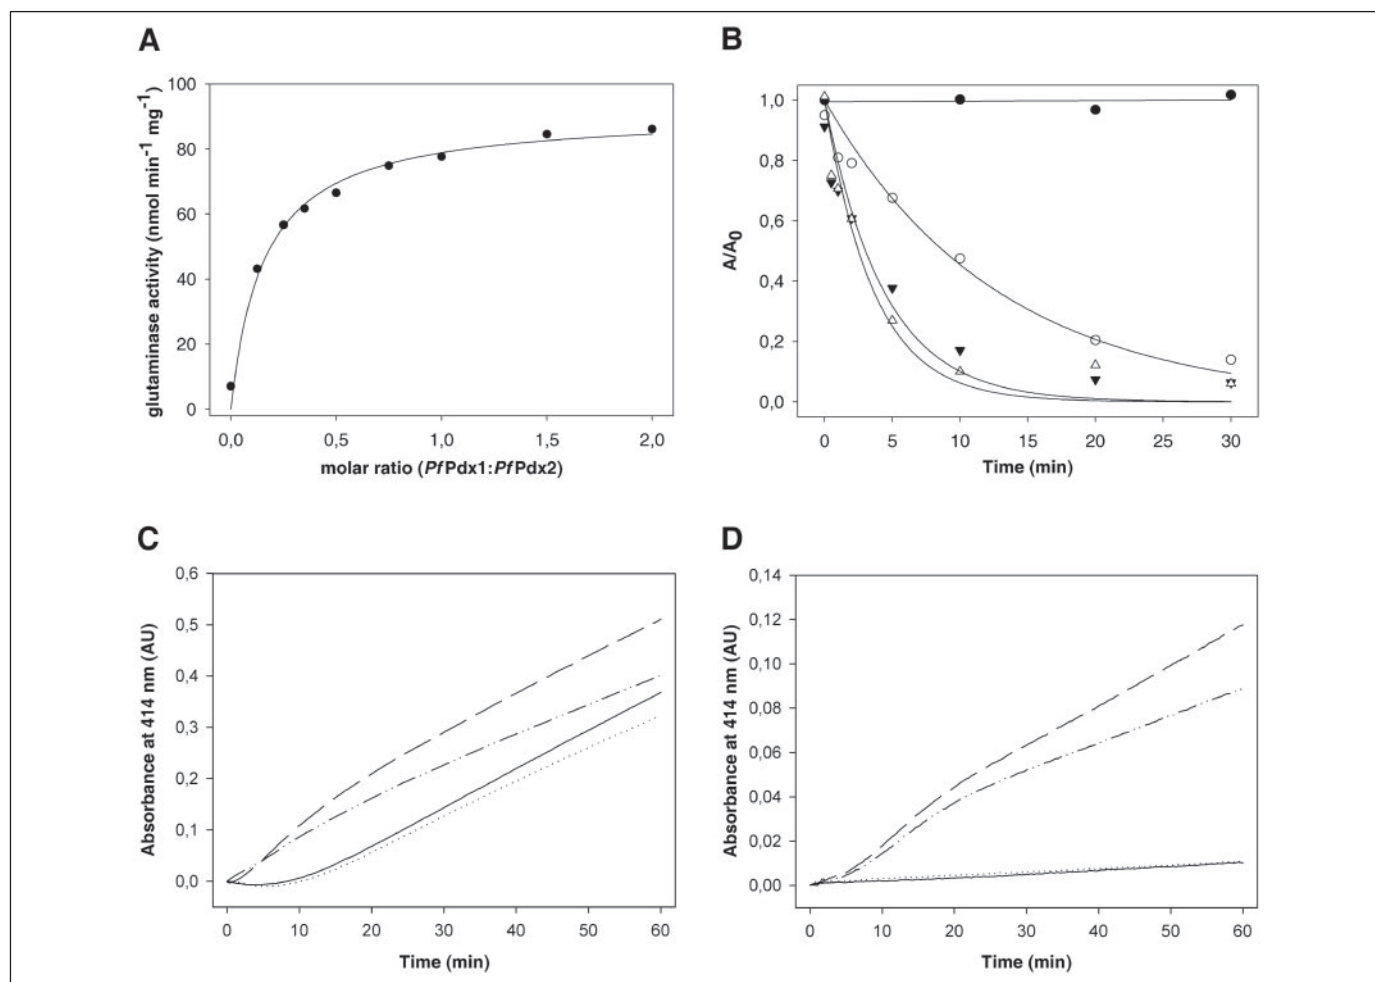 A
glutaminase activity (nmol min⁻¹ mg⁻¹)
100
80
60
40
20
0
0,0 0,5 1,0 1,5 2,0
molar ratio (PfPdx1:PfPdx2)
B
A/A₀
1,0
0,8
0,6
0,4
0,2
0,0
0 5 10 15 20 25 30
Time (min)
C
Absorbance at 414 nm (AU)
0,6
0,5
0,4
0,3
0,2
0,1
0,0
0 10 20 30 40 50 60
Time (min)
D
Absorbance at 414 nm (AU)
0,14
0,12
0,10
0,08
0,06
0,04
0,02
0,00
0 10 20 30 40 50 60
Time (min)